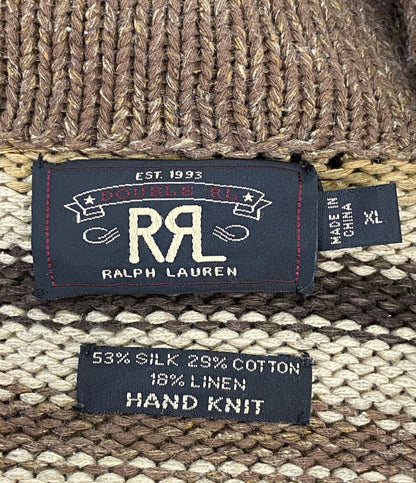 EST. 1993
DOUBLE RL
RRL
RALPH LAUREN
MADE IN
CHINA
XL
53% SILK 29% COTTON
18% LINEN
HAND KNIT